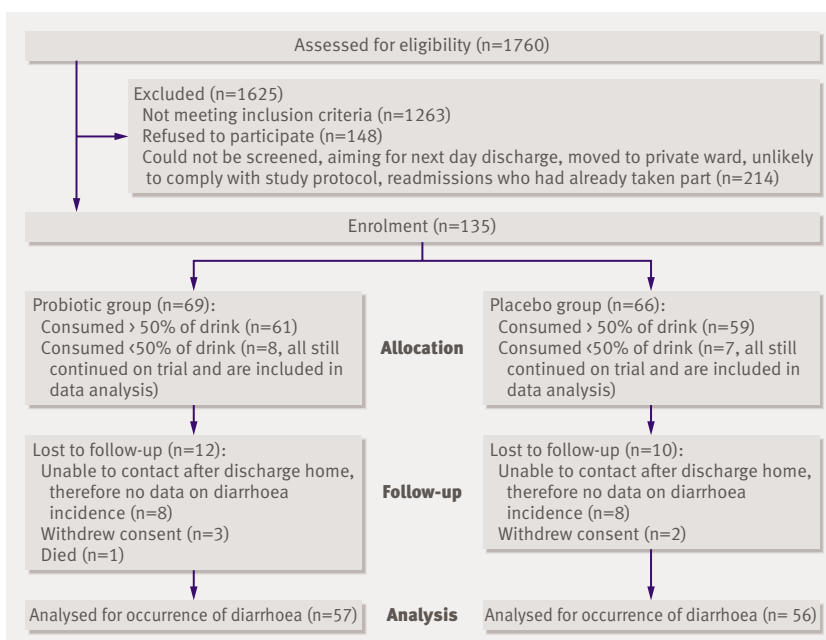 Assessed for eligibility (n=1760)
Excluded (n=1625)
Not meeting inclusion criteria (n=1263)
Refused to participate (n=148)
Could not be screened, aiming for next day discharge, moved to private ward, unlikely
to comply with study protocol, readmissions who had already taken part (n=214)
Enrolment (n=135)
Probiotic group (n=69):
Consumed > 50% of drink (n=61)
Consumed <50% of drink (n=8, all still
continued on trial and are included in
data analysis)
Allocation
Placebo group (n=66):
Consumed > 50% of drink (n=59)
Consumed <50% of drink (n=7, all still
continued on trial and are included in
data analysis)
Lost to follow-up (n=12):
Unable to contact after discharge home,
therefore no data on diarrhoea
incidence (n=8)
Withdrew consent (n=3)
Died (n=1)
Follow-up
Lost to follow-up (n=10):
Unable to contact after discharge home,
therefore no data on diarrhoea
incidence (n=8)
Withdrew consent (n=2)
Analysed for occurrence of diarrhoea (n=57)
Analysis
Analysed for occurrence of diarrhoea (n= 56)